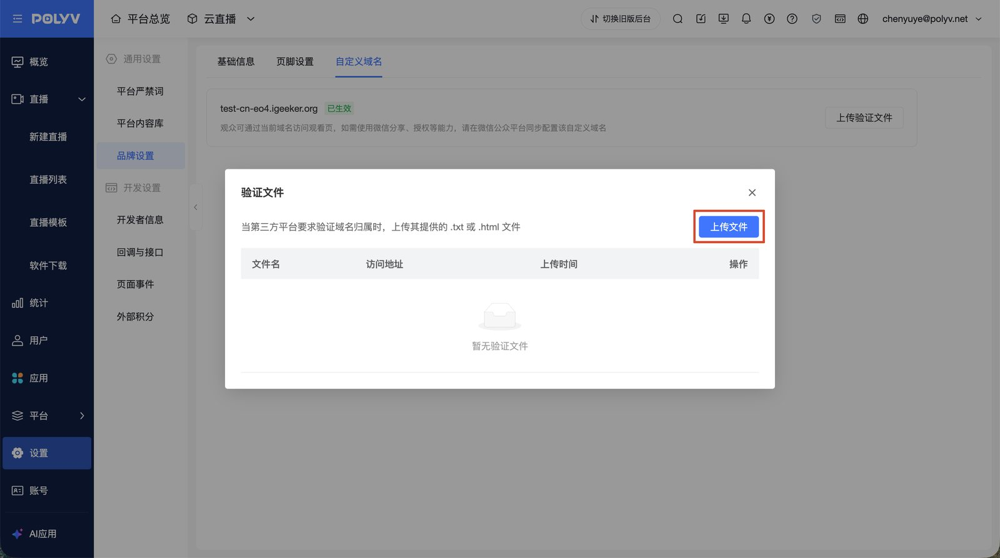 POLYV
平台总览
云直播
切换旧版后台
chenyuye@polyv.net
概览
直播
新建直播
直播列表
直播模板
软件下载
统计
用户
应用
平台
设置
账号
AI应用
通用设置
平台严禁词
平台内容库
品牌设置
开发设置
开发者信息
回调与接口
页面事件
外部积分
基础信息 页脚设置 自定义域名
test-cn-eo4.igeeker.org 已生效
观众可通过当前域名访问观看页，如需使用微信分享、授权等能力，请在微信公众平台同步配置该自定义域名
上传验证文件
验证文件
当第三方平台要求验证域名归属时，上传其提供的 .txt 或 .html 文件
上传文件
文件名 访问地址 上传时间 操作
暂无验证文件